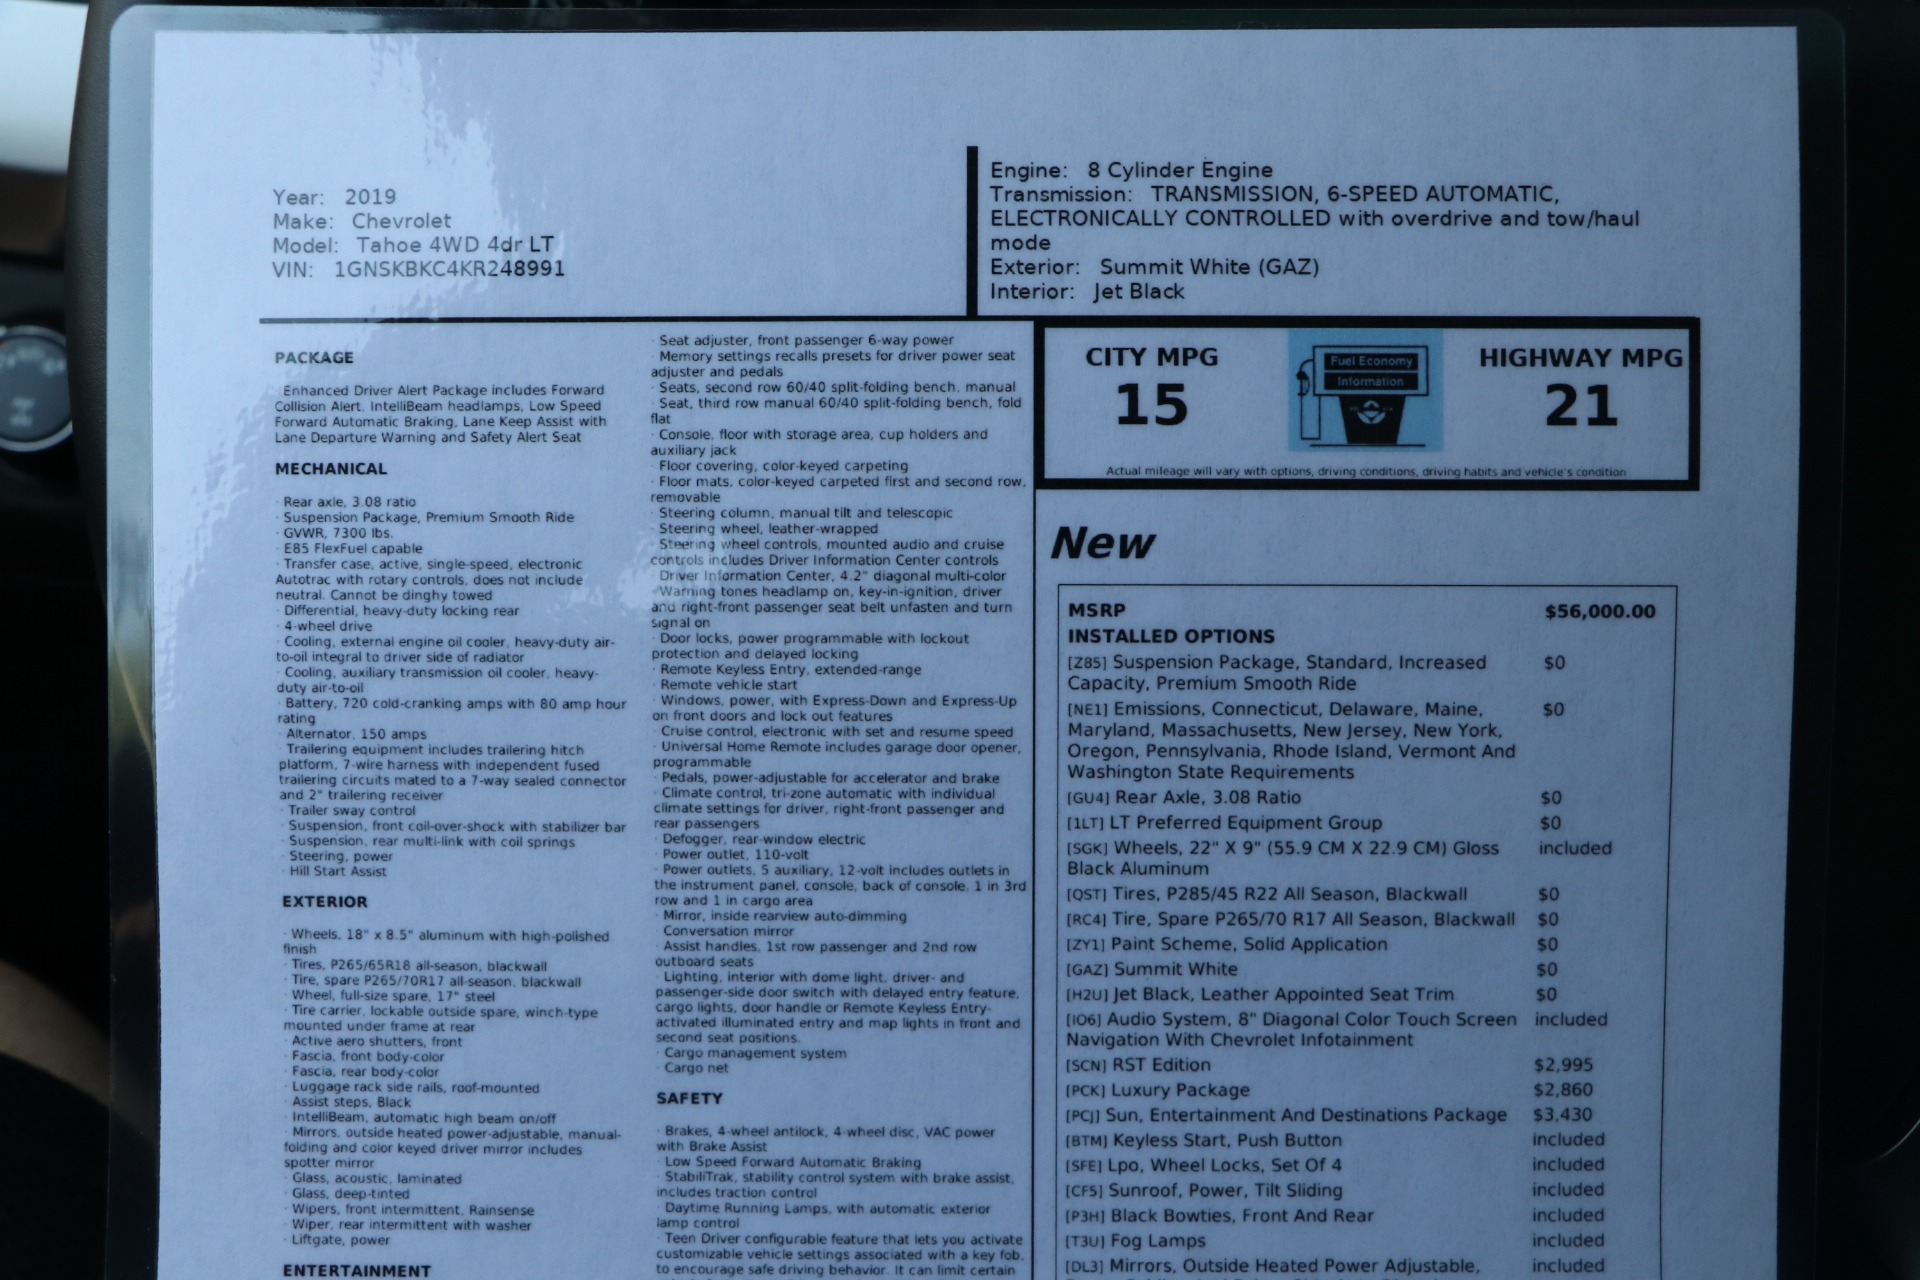 Year: 2019
Make: Chevrolet
Model: Tahoe 4WD 4dr LT
VIN: 1GNSKBKC4KR248991
Engine: 8 Cylinder Engine
Transmission: TRANSMISSION, 6-SPEED AUTOMATIC,
ELECTRONICALLY CONTROLLED with overdrive and tow/haul
mode
Exterior: Summit White (GAZ)
Interior: Jet Black
PACKAGE
Enhanced Driver Alert Package includes Forward
Collision Alert, IntelliBeam headlamps, Low Speed
Forward Automatic Braking, Lane Keep Assist with
Lane Departure Warning and Safety Alert Seat
MECHANICAL
· Rear axle, 3.08 ratio
· Suspension Package, Premium Smooth Ride
· GVWR, 7300 lbs.
· E85 FlexFuel capable
· Transfer case, active, single-speed, electronic
Autotrac with rotary controls, does not include
neutral. Cannot be dinghy towed
· Differential, heavy-duty locking rear
· 4-wheel drive
· Cooling, external engine oil cooler, heavy-duty air-
to-oil integral to driver side of radiator
· Cooling, auxiliary transmission oil cooler, heavy-
duty air-to-oil
· Battery, 720 cold-cranking amps with 80 amp hour
rating
· Alternator, 150 amps
· Trailering equipment includes trailering hitch
platform, 7-wire harness with independent fused
trailering circuits mated to a 7-way sealed connector
and 2" trailering receiver
· Trailer sway control
· Suspension, front coil-over-shock with stabilizer bar
· Suspension, rear multi-link with coil springs
· Steering, power
· Hill Start Assist
EXTERIOR
· Wheels, 18" x 8.5" aluminum with high-polished
finish
· Tires, P265/65R18 all-season, blackwall
· Tire, spare P265/70R17 all-season, blackwall
· Wheel, full-size spare, 17" steel
· Tire carrier, lockable outside spare, winch-type
mounted under frame at rear
· Active aero shutters, front
· Fascia, front body-color
· Fascia, rear body-color
· Luggage rack side rails, roof-mounted
· Assist steps, Black
· IntelliBeam, automatic high beam on/off
· Mirrors, outside heated power-adjustable, manual-
folding and color keyed driver mirror includes
spotter mirror
· Glass, acoustic, laminated
· Glass, deep-tinted
· Wipers, front intermittent, Rainsense
· Wiper, rear intermittent with washer
· Liftgate, power
ENTERTAINMENT
· Seat adjuster, front passenger 6-way power
· Memory settings recalls presets for driver power seat
adjuster and pedals
· Seats, second row 60/40 split-folding bench, manual
· Seat, third row manual 60/40 split-folding bench, fold
flat
· Console, floor with storage area, cup holders and
auxiliary jack
· Floor covering, color-keyed carpeting
· Floor mats, color-keyed carpeted first and second row,
removable
· Steering column, manual tilt and telescopic
· Steering wheel, leather-wrapped
· Steering wheel controls, mounted audio and cruise
controls includes Driver Information Center controls
· Driver Information Center, 4.2" diagonal multi-color
· Warning tones headlamp on, key-in-ignition, driver
and right-front passenger seat belt unfasten and turn
signal on
· Door locks, power programmable with lockout
protection and delayed locking
· Remote Keyless Entry, extended-range
· Remote vehicle start
· Windows, power, with Express-Down and Express-Up
on front doors and lock out features
· Cruise control, electronic with set and resume speed
· Universal Home Remote includes garage door opener,
programmable
· Pedals, power-adjustable for accelerator and brake
· Climate control, tri-zone automatic with individual
climate settings for driver, right-front passenger and
rear passengers
· Defogger, rear-window electric
· Power outlet, 110-volt
· Power outlets, 5 auxiliary, 12-volt includes outlets in
the instrument panel, console, back of console, 1 in 3rd
row and 1 in cargo area
· Mirror, inside rearview auto-dimming
· Conversation mirror
· Assist handles, 1st row passenger and 2nd row
outboard seats
· Lighting, interior with dome light, driver- and
passenger-side door switch with delayed entry feature,
cargo lights, door handle or Remote Keyless Entry-
activated illuminated entry and map lights in front and
second seat positions.
· Cargo management system
· Cargo net
SAFETY
· Brakes, 4-wheel antilock, 4-wheel disc, VAC power
with Brake Assist
· Low Speed Forward Automatic Braking
· StabiliTrak, stability control system with brake assist,
includes traction control
· Daytime Running Lamps, with automatic exterior
lamp control
· Teen Driver configurable feature that lets you activate
customizable vehicle settings associated with a key fob,
to encourage safe driving behavior. It can limit certain
CITY MPG
15
Fuel Economy
Information
HIGHWAY MPG
21
Actual mileage will vary with options, driving conditions, driving habits and vehicle's condition
New
MSRP $56,000.00
INSTALLED OPTIONS
[Z85] Suspension Package, Standard, Increased $0
Capacity, Premium Smooth Ride
[NE1] Emissions, Connecticut, Delaware, Maine, $0
Maryland, Massachusetts, New Jersey, New York,
Oregon, Pennsylvania, Rhode Island, Vermont And
Washington State Requirements
[GU4] Rear Axle, 3.08 Ratio $0
[1LT] LT Preferred Equipment Group $0
[SGK] Wheels, 22" X 9" (55.9 CM X 22.9 CM) Gloss included
Black Aluminum
[QST] Tires, P285/45 R22 All Season, Blackwall $0
[RC4] Tire, Spare P265/70 R17 All Season, Blackwall $0
[ZY1] Paint Scheme, Solid Application $0
[GAZ] Summit White $0
[H2U] Jet Black, Leather Appointed Seat Trim $0
[IO6] Audio System, 8" Diagonal Color Touch Screen included
Navigation With Chevrolet Infotainment
[SCN] RST Edition $2,995
[PCK] Luxury Package $2,860
[PCJ] Sun, Entertainment And Destinations Package $3,430
[BTM] Keyless Start, Push Button included
[SFE] Lpo, Wheel Locks, Set Of 4 included
[CF5] Sunroof, Power, Tilt Sliding included
[P3H] Black Bowties, Front And Rear included
[T3U] Fog Lamps included
[DL3] Mirrors, Outside Heated Power Adjustable, included